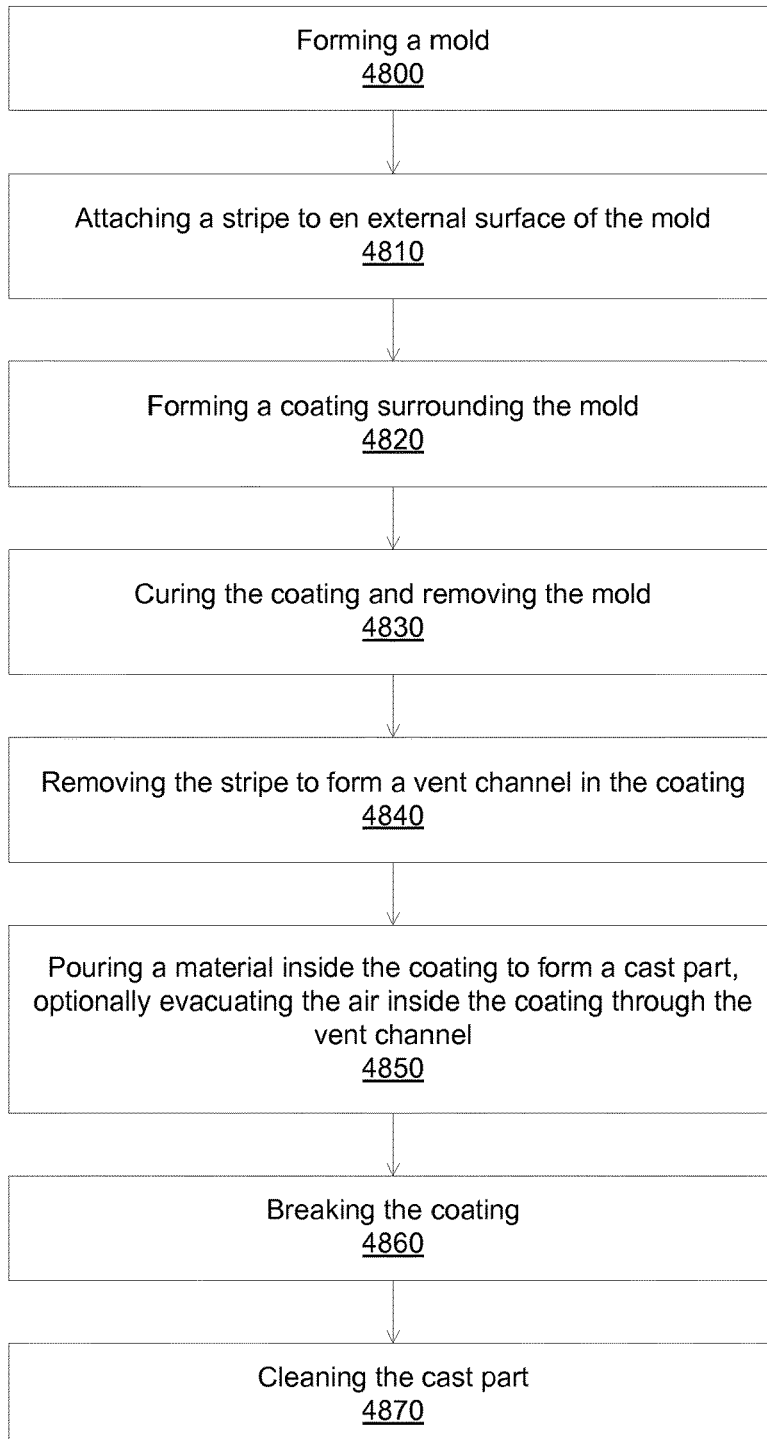 Forming a mold
4800
Attaching a stripe to en external surface of the mold
4810
Forming a coating surrounding the mold
4820
Curing the coating and removing the mold
4830
Removing the stripe to form a vent channel in the coating
4840
Pouring a material inside the coating to form a cast part,
optionally evacuating the air inside the coating through the
vent channel
4850
Breaking the coating
4860
Cleaning the cast part
4870